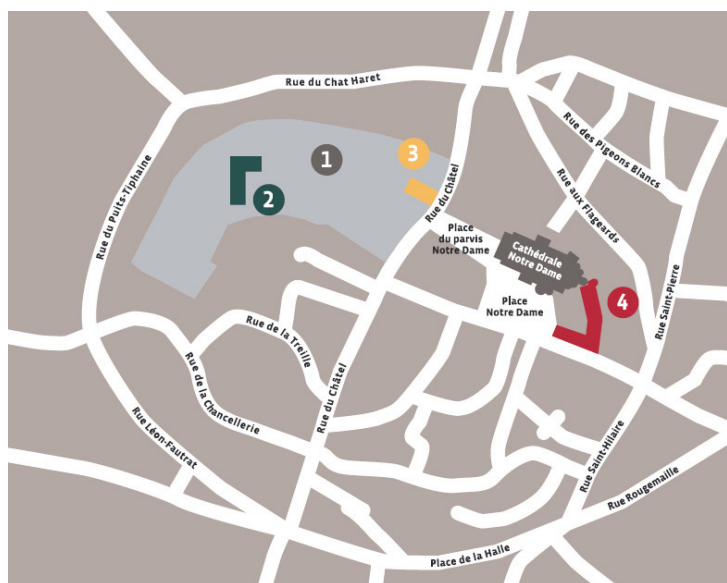 Rue du Chat Haret
Rue des Pigeons Blancs
1
3
2
Rue du Puits-Tiphaine
Rue du Châtel
Rue aux Flageards
Place
du parvis
Notre Dame
Cathédrale
Notre Dame
Place
Notre Dame
4
Rue Saint-Pierre
Rue de la Treille
Rue du Châtel
Rue de la Chancellerie
Rue Léon-Fautrat
Rue Saint-Hilaire
Rue Rougemaille
Place de la Halle